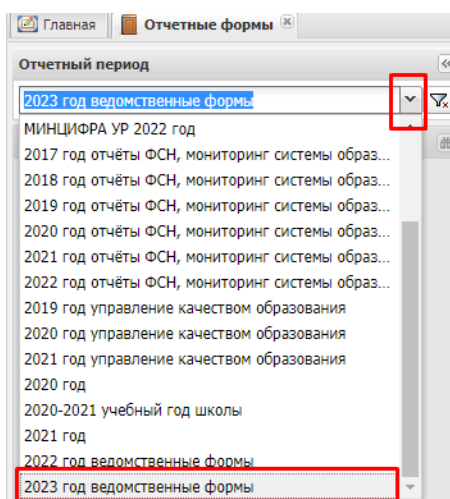 Главная
Отчетные формы
Отчетный период
2023 год ведомственные формы
МИНЦИФРА УР 2022 год
2017 год отчёты ФСН, мониторинг системы образ...
2018 год отчёты ФСН, мониторинг системы образ...
2019 год отчёты ФСН, мониторинг системы образ...
2020 год отчёты ФСН, мониторинг системы образ...
2021 год отчёты ФСН, мониторинг системы образ...
2022 год отчёты ФСН, мониторинг системы образ...
2019 год управление качеством образования
2020 год управление качеством образования
2021 год управление качеством образования
2020 год
2020-2021 учебный год школы
2021 год
2022 год ведомственные формы
2023 год ведомственные формы